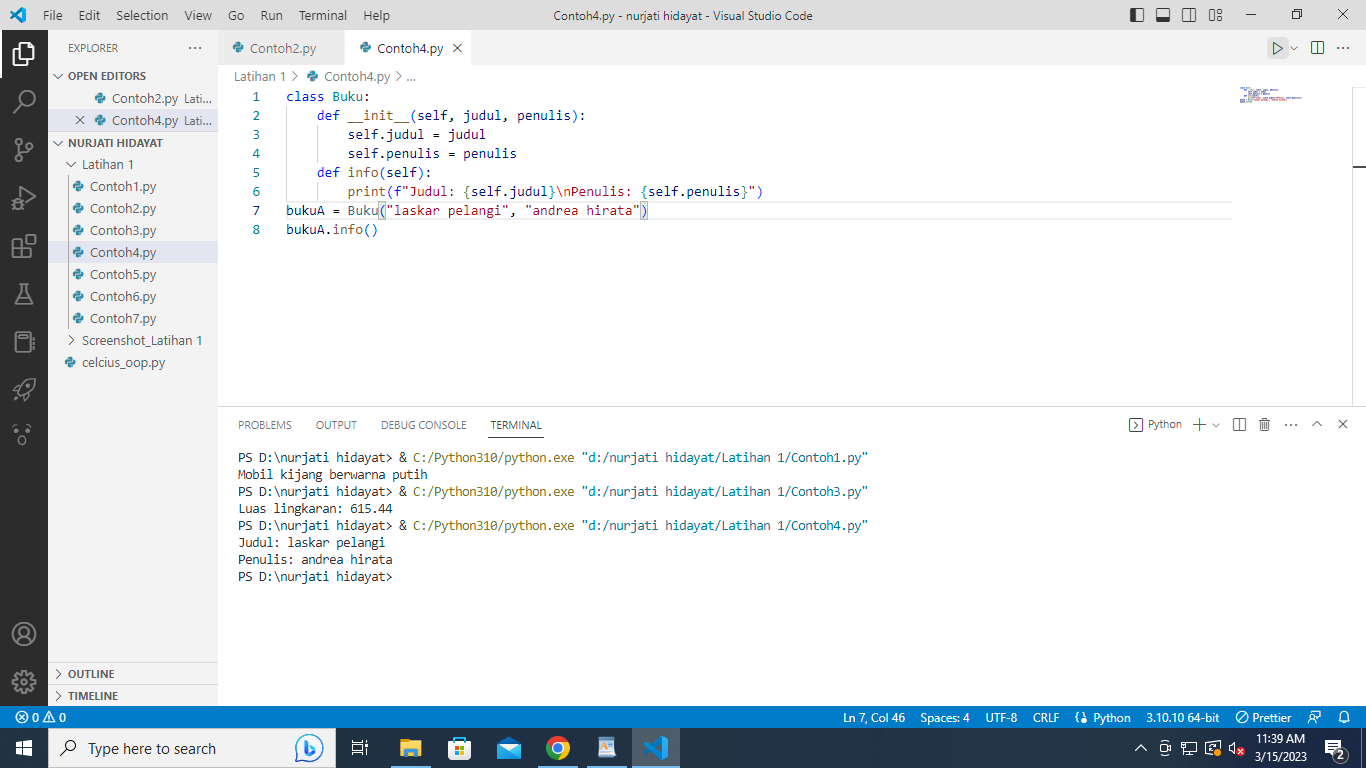 File Edit Selection View Go Run Terminal Help Contoh4.py - nurjati hidayat - Visual Studio Code
EXPLORER
OPEN EDITORS
Contoh2.py Lati...
Contoh4.py Lati...
NURJATI HIDAYAT
Latihan 1
Contoh1.py
Contoh2.py
Contoh3.py
Contoh4.py
Contoh5.py
Contoh6.py
Contoh7.py
Screenshot_Latihan 1
celcius_oop.py
OUTLINE
TIMELINE
Contoh2.py Contoh4.py
Latihan 1 > Contoh4.py > ...
1 class Buku:
2     def __init__(self, judul, penulis):
3         self.judul = judul
4         self.penulis = penulis
5     def info(self):
6         print(f"Judul: {self.judul}\nPenulis: {self.penulis}")
7 bukuA = Buku("laskar pelangi", "andrea hirata")
8 bukuA.info()
PROBLEMS OUTPUT DEBUG CONSOLE TERMINAL Python
PS D:\nurjati hidayat> & C:/Python310/python.exe "d:/nurjati hidayat/Latihan 1/Contoh1.py"
Mobil kijang berwarna putih
PS D:\nurjati hidayat> & C:/Python310/python.exe "d:/nurjati hidayat/Latihan 1/Contoh3.py"
Luas lingkaran: 615.44
PS D:\nurjati hidayat> & C:/Python310/python.exe "d:/nurjati hidayat/Latihan 1/Contoh4.py"
Judul: laskar pelangi
Penulis: andrea hirata
PS D:\nurjati hidayat>
0 0 Ln 7, Col 46 Spaces: 4 UTF-8 CRLF Python 3.10.10 64-bit Prettier
Type here to search
11:39 AM
3/15/2023
2